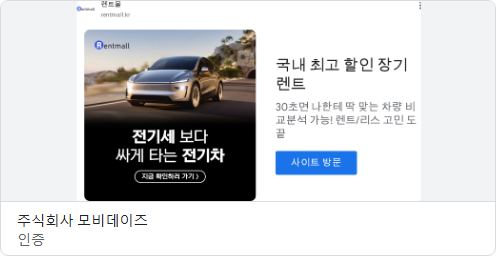 Rentmall
렌트몰
rentmall.kr
Rentmall
전기세 보다
싸게 타는 전기차
지금 확인하러 가기 >
국내 최고 할인 장기
렌트
30초면 나한테 딱 맞는 차량 비
교분석 가능! 렌트/리스 고민 도
끝
사이트 방문
주식회사 모비데이즈
인증